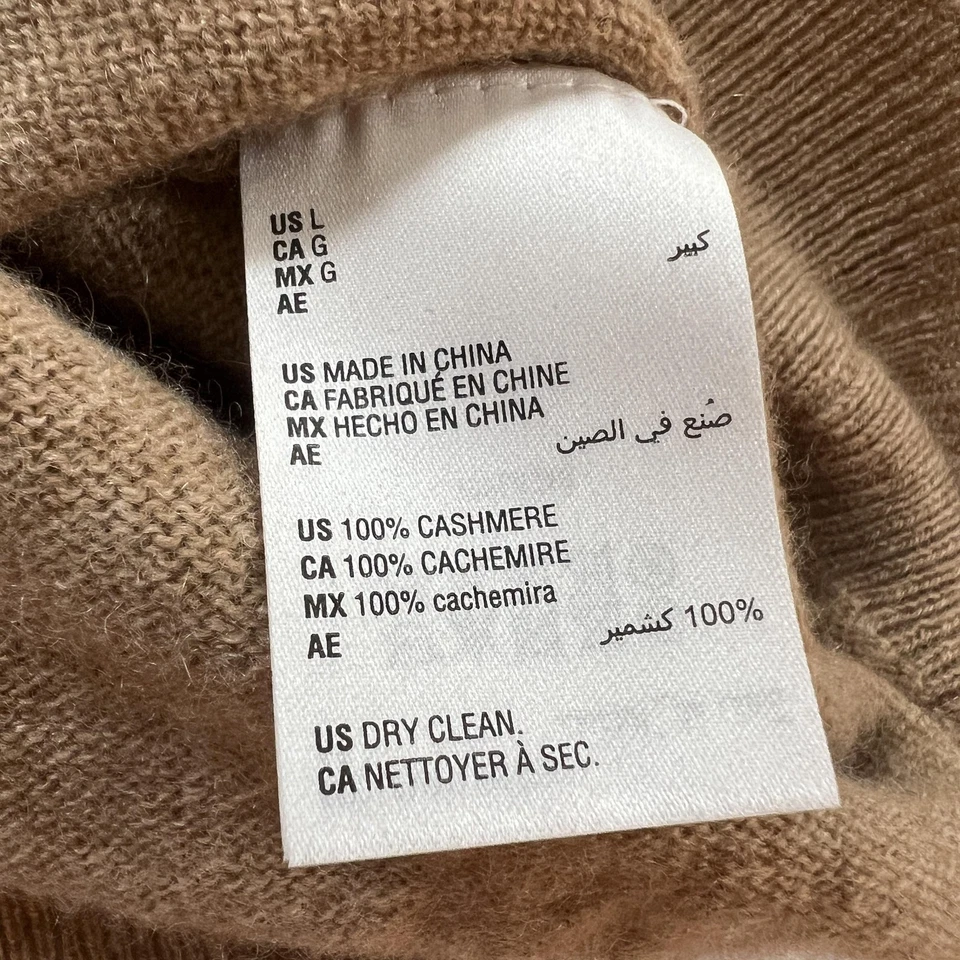 US L
CA G
MX G
AE كبير
US MADE IN CHINA
CA FABRIQUÉ EN CHINE
MX HECHO EN CHINA
AE صُنع في الصين
US 100% CASHMERE
CA 100% CACHEMIRE
MX 100% cachemira
AE 100% كشمير
US DRY CLEAN.
CA NETTOYER À SEC.